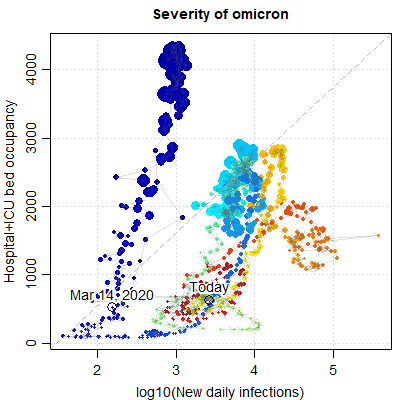 Severity of omicron
Hospital+ICU bed occupancy
4000
3000
2000
1000
0
Mar 14, 2020
Today
2 3 4 5
log10(New daily infections)